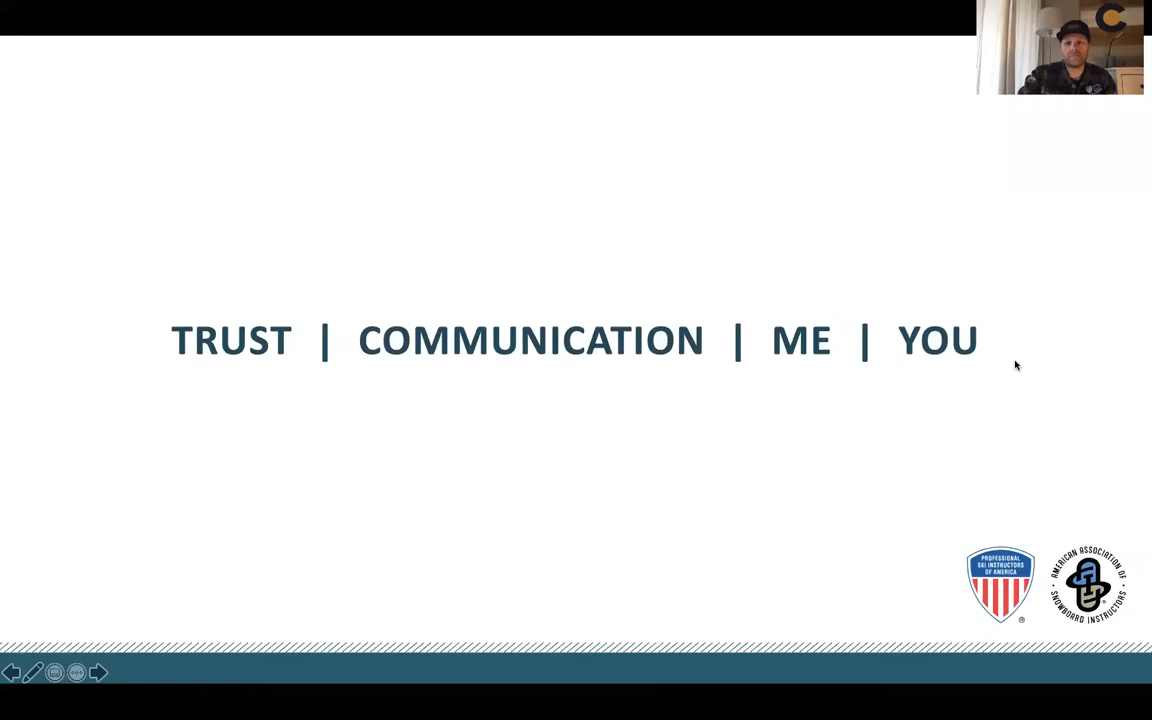 TRUST | COMMUNICATION | ME | YOU
PROFESSIONAL
SKI INSTRUCTORS
OF AMERICA
®
AMERICAN ASSOCIATION OF
SNOWBOARD INSTRUCTORS